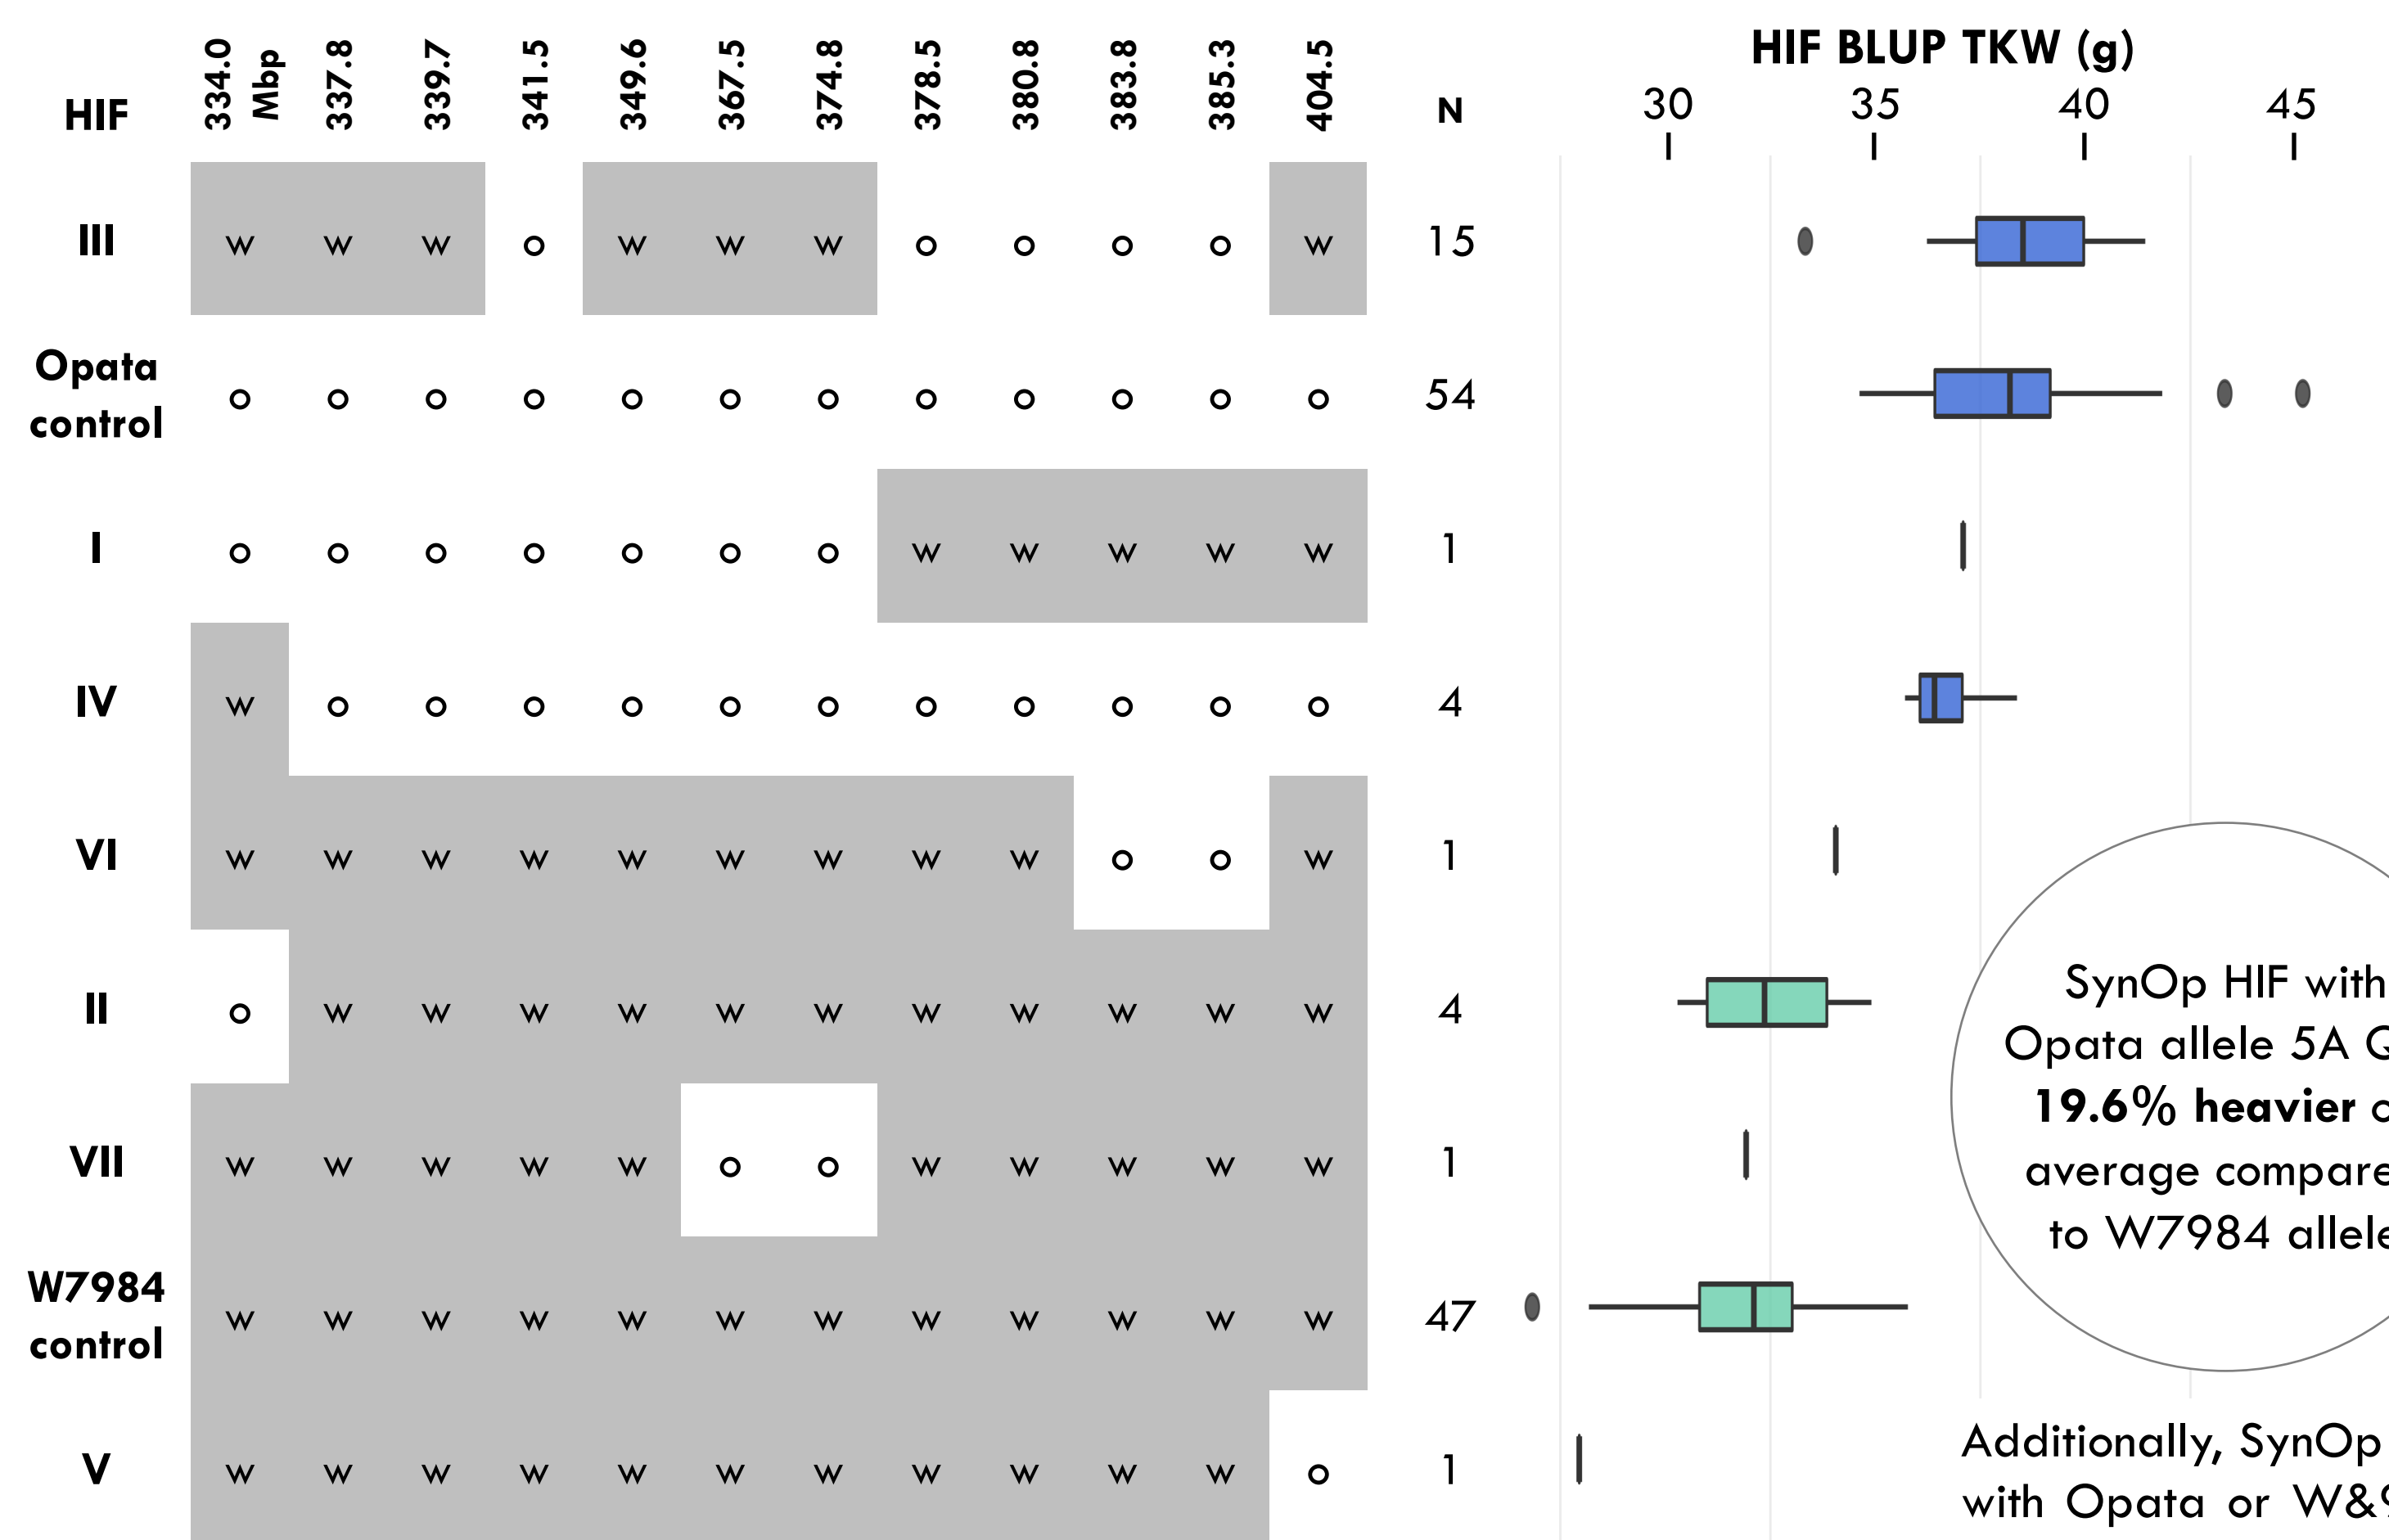 HIF BLUP TKW (g)
HIF 334.0 Mbp 337.8 339.7 341.5 349.6 367.5 374.8 378.5 380.8 383.8 385.3 404.5 N 30 35 40 45
III w w w o w w w o o o o w 15
Opata
control o o o o o o o o o o o o 54
I o o o o o o o w w w w w 1
IV w o o o o o o o o o o o 4
VI w w w w w w w w w o o w 1
II o w w w w w w w w w w w 4
VII w w w w w o o w w w w w 1
W7984
control w w w w w w w w w w w w 47
V w w w w w w w w w w w o 1
SynOp HIF with
Opata allele 5A
19.6% heavier
average
to W7984
Additionally, SynOp
with Opata or